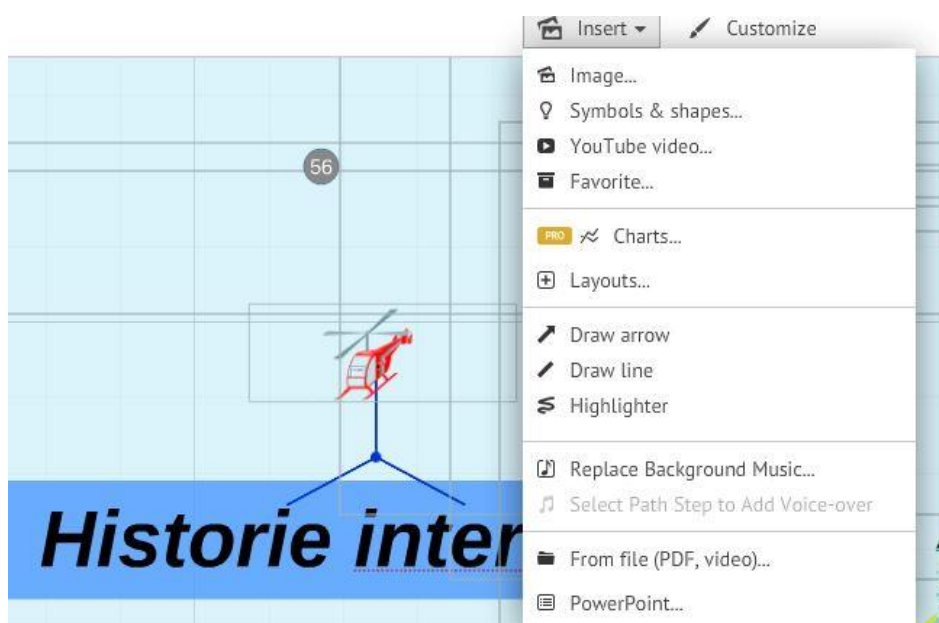 Insert Customize
Image...
Symbols & shapes...
YouTube video...
56
Favorite...
PRO Charts...
Layouts...
Draw arrow
Draw line
Highlighter
Replace Background Music...
Select Path Step to Add Voice-over
Historie inter
From file (PDF, video)...
PowerPoint...